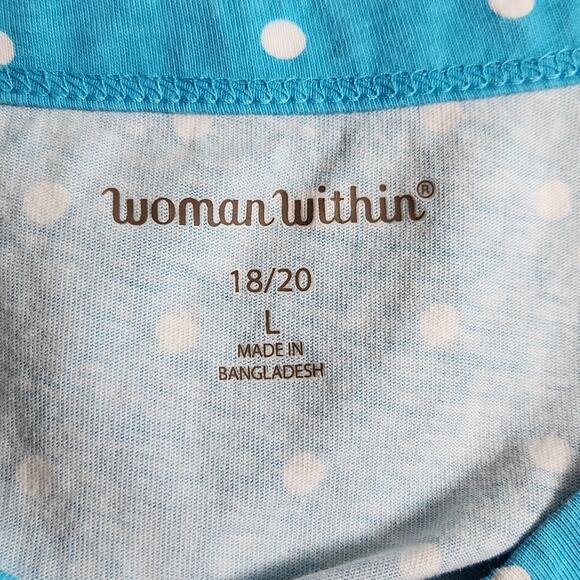 woman within®
18/20
L
MADE IN
BANGLADESH